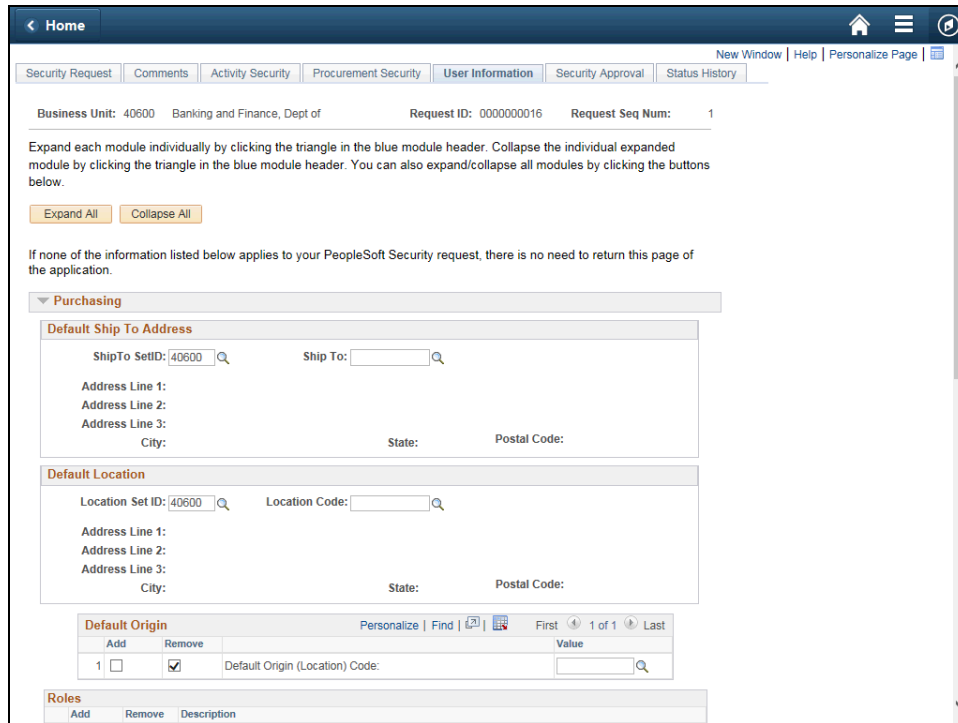 Home
New Window | Help | Personalize Page |
Security Request Comments Activity Security Procurement Security User Information Security Approval Status History
Business Unit: 40600 Banking and Finance, Dept of Request ID: 0000000016 Request Seq Num: 1
Expand each module individually by clicking the triangle in the blue module header. Collapse the individual expanded
module by clicking the triangle in the blue module header. You can also expand/collapse all modules by clicking the buttons
below.
Expand All Collapse All
If none of the information listed below applies to your PeopleSoft Security request, there is no need to return this page of
the application.
Purchasing
Default Ship To Address
ShipTo SetID: 40600 Ship To:
Address Line 1:
Address Line 2:
Address Line 3:
City: State: Postal Code:
Default Location
Location Set ID: 40600 Location Code:
Address Line 1:
Address Line 2:
Address Line 3:
City: State: Postal Code:
Default Origin Personalize | Find | | First 1 of 1 Last
Add Remove Value
1 Default Origin (Location) Code:
Roles
Add Remove Description